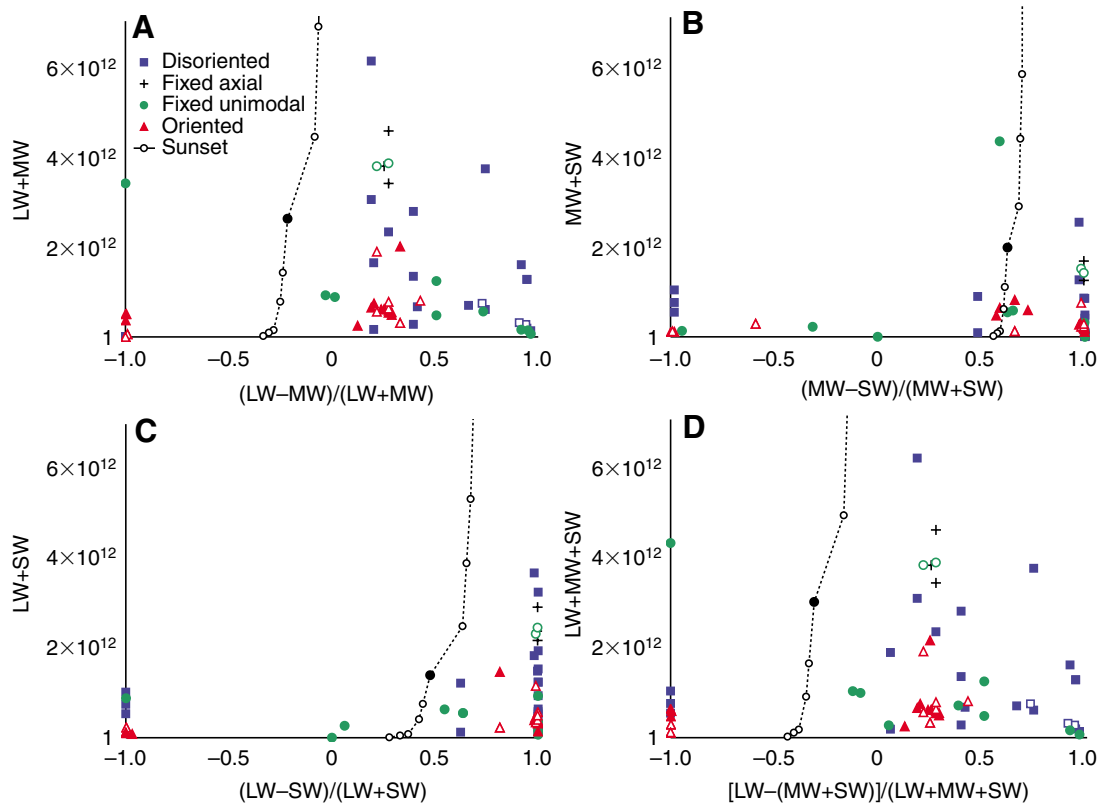 A
Disoriented
Fixed axial
Fixed unimodal
Oriented
Sunset
LW+MW
6×10¹²
4×10¹²
2×10¹²
1
−1.0 −0.5 0 0.5 1.0
(LW–MW)/(LW+MW)
B
MW+SW
6×10¹²
4×10¹²
2×10¹²
1
−1.0 −0.5 0 0.5 1.0
(MW–SW)/(MW+SW)
C
LW+SW
6×10¹²
4×10¹²
2×10¹²
1
−1.0 −0.5 0 0.5 1.0
(LW–SW)/(LW+SW)
D
LW+MW+SW
6×10¹²
4×10¹²
2×10¹²
1
−1.0 −0.5 0 0.5 1.0
[LW–(MW+SW)]/(LW+MW+SW)